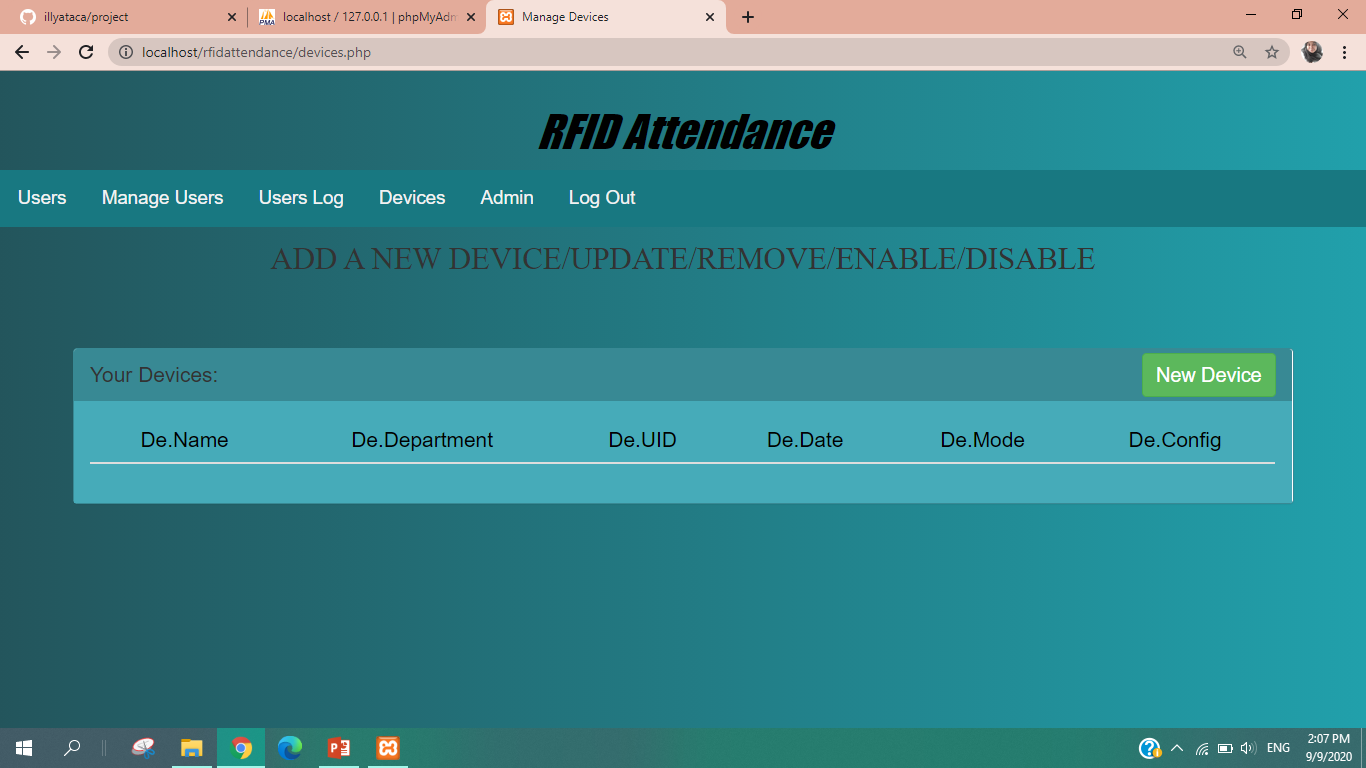 illyataca/project
localhost / 127.0.0.1 | phpMyAdm
Manage Devices
localhost/rfidattendance/devices.php
RFID Attendance
Users Manage Users Users Log Devices Admin Log Out
ADD A NEW DEVICE/UPDATE/REMOVE/ENABLE/DISABLE
Your Devices: New Device
De.Name De.Department De.UID De.Date De.Mode De.Config
ENG
2:07 PM
9/9/2020